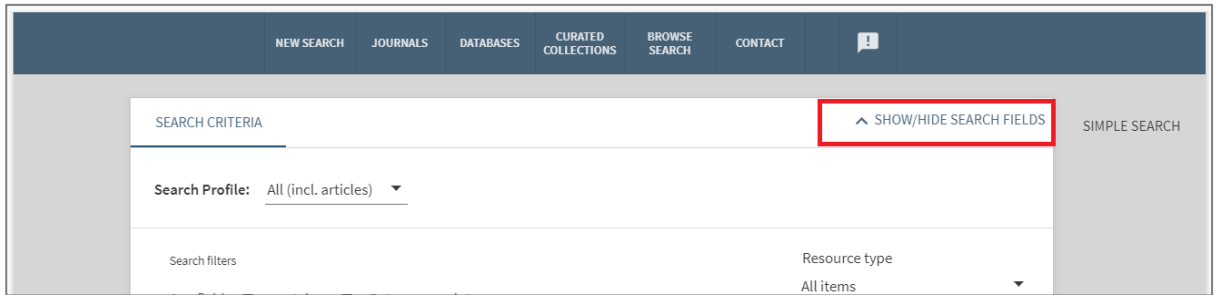 NEW SEARCH JOURNALS DATABASES CURATED COLLECTIONS BROWSE SEARCH CONTACT
SEARCH CRITERIA
SHOW/HIDE SEARCH FIELDS
SIMPLE SEARCH
Search Profile: All (incl. articles)
Search filters
Resource type
All items